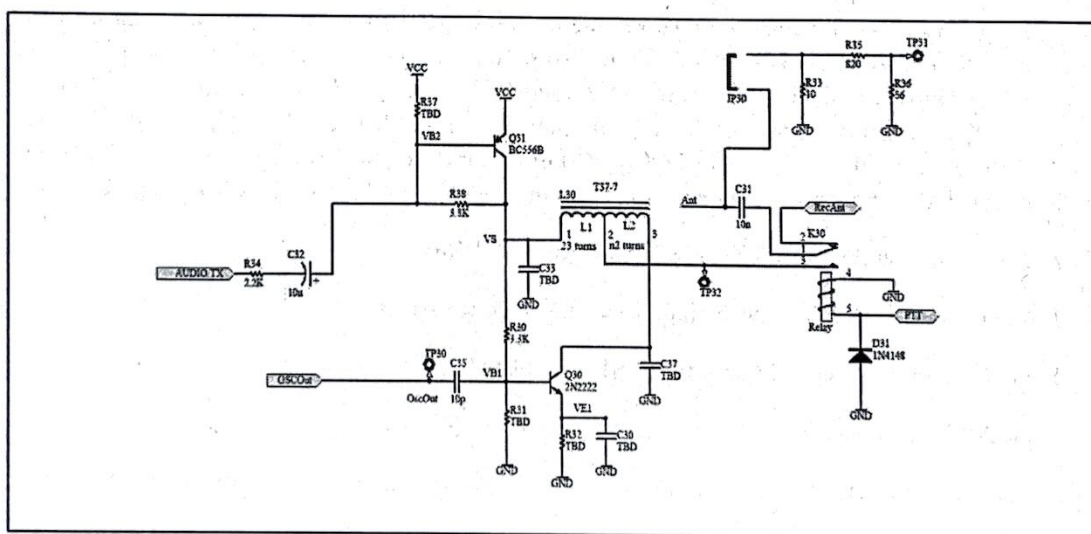 VCC
R37
TBD
VB2
VCC
Q31
BC556B
R38
3.3K
AUDIO TX
R34
2.2K
C32
10u
+
VS
C33
TBD
GND
L30
T37-7
L1
L2
1
2
3
23 turns
n2 turns
R30
3.3K
OSCOut
TP30
OscOut
C35
10p
VB1
R31
TBD
GND
Q30
2N2222
VE1
R32
TBD
GND
C30
TBD
GND
C37
TBD
GND
JP30
R33
10
GND
R35
820
TP31
R36
56
GND
Ant
C31
10n
RecAnt
K30
2
1
3
TP32
4
GND
5
Relay
PTT
D31
1N4148
GND